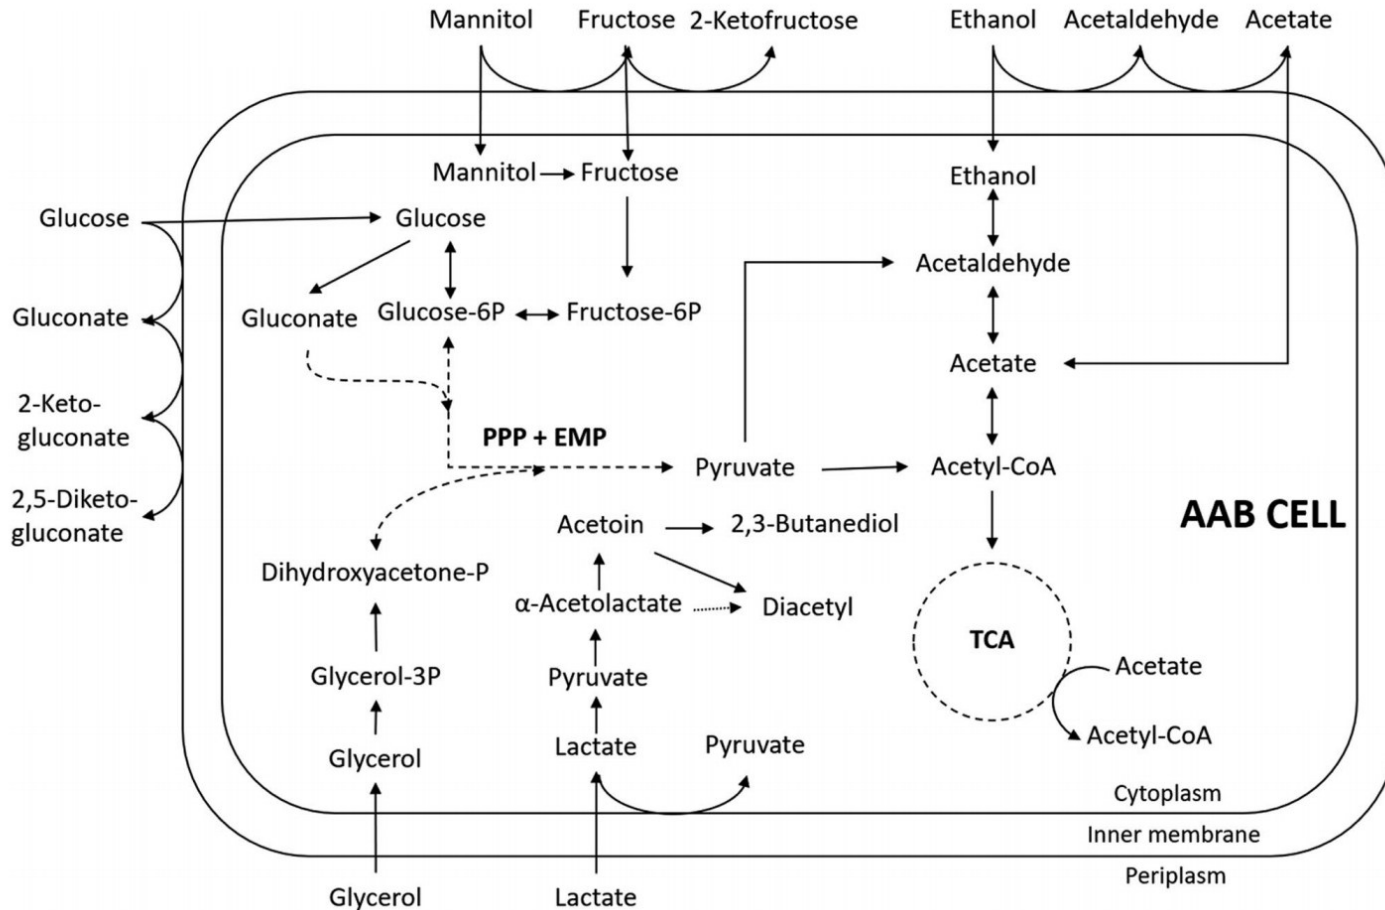 Mannitol Fructose 2-Ketofructose Ethanol Acetaldehyde Acetate
Mannitol Fructose Ethanol
Glucose Glucose
Acetaldehyde
Gluconate Gluconate Glucose-6P Fructose-6P
Acetate
2-Keto-
gluconate
PPP + EMP
Pyruvate Acetyl-CoA
2,5-Diketo-
gluconate
Acetoin 2,3-Butanediol AAB CELL
Dihydroxyacetone-P
α-Acetolactate Diacetyl
TCA
Glycerol-3P Pyruvate Acetate
Lactate Pyruvate Acetyl-CoA
Glycerol
Cytoplasm
Inner membrane
Periplasm
Glycerol Lactate